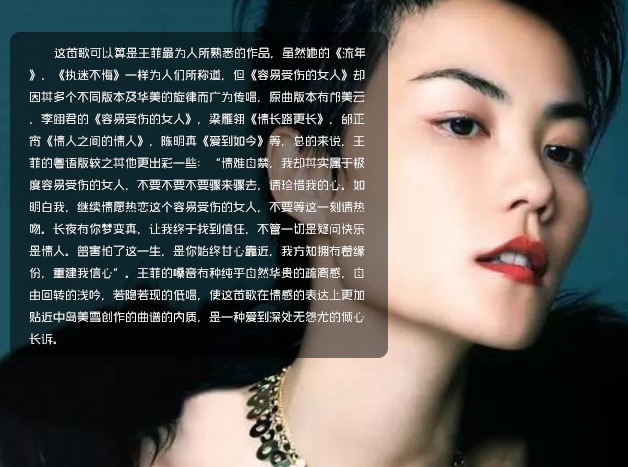 这首歌可以算是王菲最为人所熟悉的作品，虽然她的《流年
》、《执迷不悔》一样为人们所称道，但《容易受伤的女人》却
因其多个不同版本及华美的旋律而广为传唱，原曲版本有邝美云
、李翊君的《容易受伤的女人》，梁雁翎《情长路更长》，邰正
宵《情人之间的情人》，陈明真《爱到如今》等，总的来说，王
菲的粤语版较之其他更出彩一些：“情难自禁，我却其实属于极
度容易受伤的女人，不要不要不要骤来骤去，请珍惜我的心。如
明白我，继续情愿热恋这个容易受伤的女人，不要等这一刻请热
吻。长夜有你梦变真，让我终于找到信任，不管一切是疑问快乐
是情人。曾害怕了这一生，是你始终甘心靠近，我方知拥有着缘
份，重建我信心”。王菲的嗓音有种纯乎自然华贵的疏离感，自
由回转的浅吟，若隐若现的低唱，使这首歌在情感的表达上更加
贴近中岛美雪创作的曲谱的内质，是一种爱到深处无怨尤的倾心
长诉。